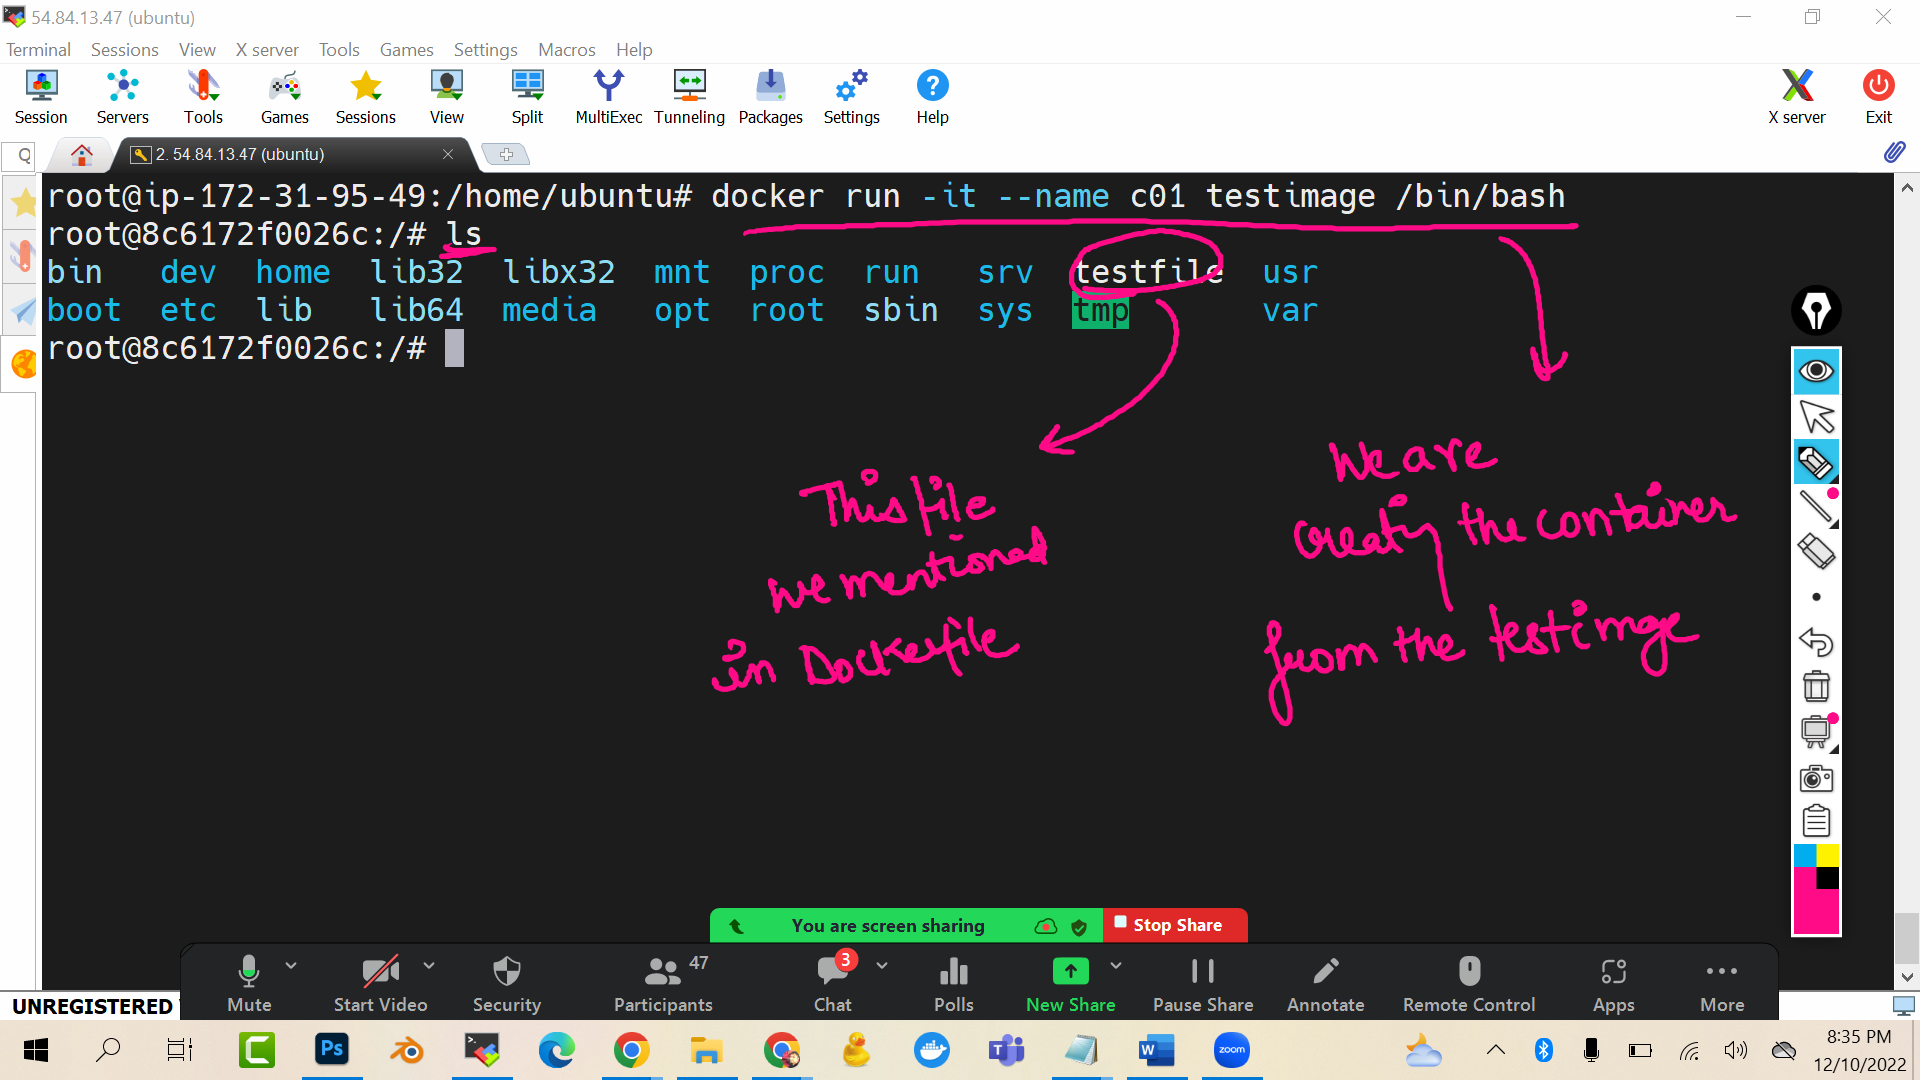 54.84.13.47 (ubuntu)
Terminal Sessions View X server Tools Games Settings Macros Help
Session Servers Tools Games Sessions View Split MultiExec Tunneling Packages Settings Help X server Exit
2. 54.84.13.47 (ubuntu)
root@ip-172-31-95-49:/home/ubuntu# docker run -it --name c01 testimage /bin/bash
root@8c6172f0026c:/# ls
bin dev home lib32 libx32 mnt proc run srv testfile usr
boot etc lib lib64 media opt root sbin sys tmp var
root@8c6172f0026c:/#
This file
we mentioned
in Dockerfile
We are
creatig the container
from the testimage
You are screen sharing Stop Share
47 3
Mute Start Video Security Participants Chat Polls New Share Pause Share Annotate Remote Control Apps More
UNREGISTERED
Ps W zoom
8:35 PM
12/10/2022